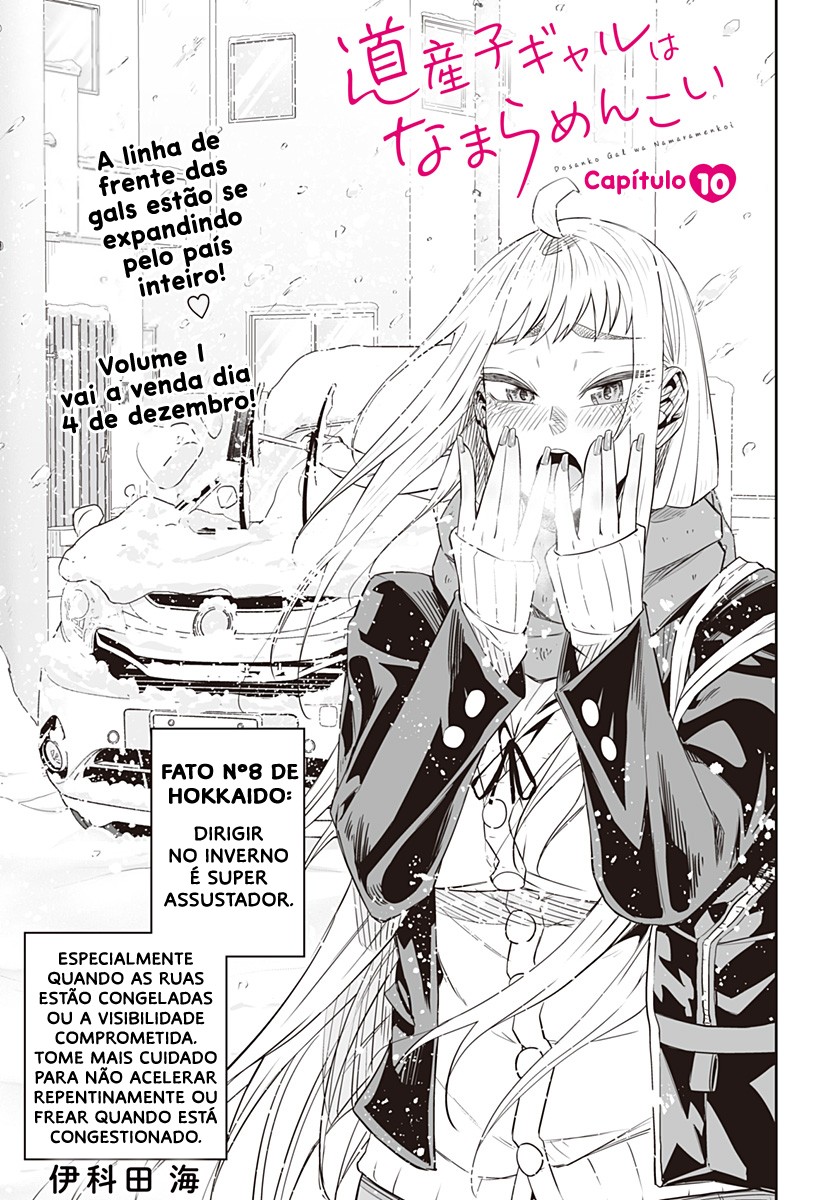 道産子ギャルは
なまらめんこい
Dosanko Gal wa Namaramenkoi
Capítulo 10
A linha de
frente das
gals estão se
expandindo
pelo país
inteiro!
♡
Volume 1
vai a venda dia
4 de dezembro!
FATO Nº8 DE
HOKKAIDO:
DIRIGIR
NO INVERNO
É SUPER
ASSUSTADOR.
ESPECIALMENTE
QUANDO AS RUAS
ESTÃO CONGELADAS
OU A VISIBILIDADE
COMPROMETIDA.
TOME MAIS CUIDADO
PARA NÃO ACELERAR
REPENTINAMENTE OU
FREAR QUANDO ESTÁ
CONGESTIONADO.
伊科田 海